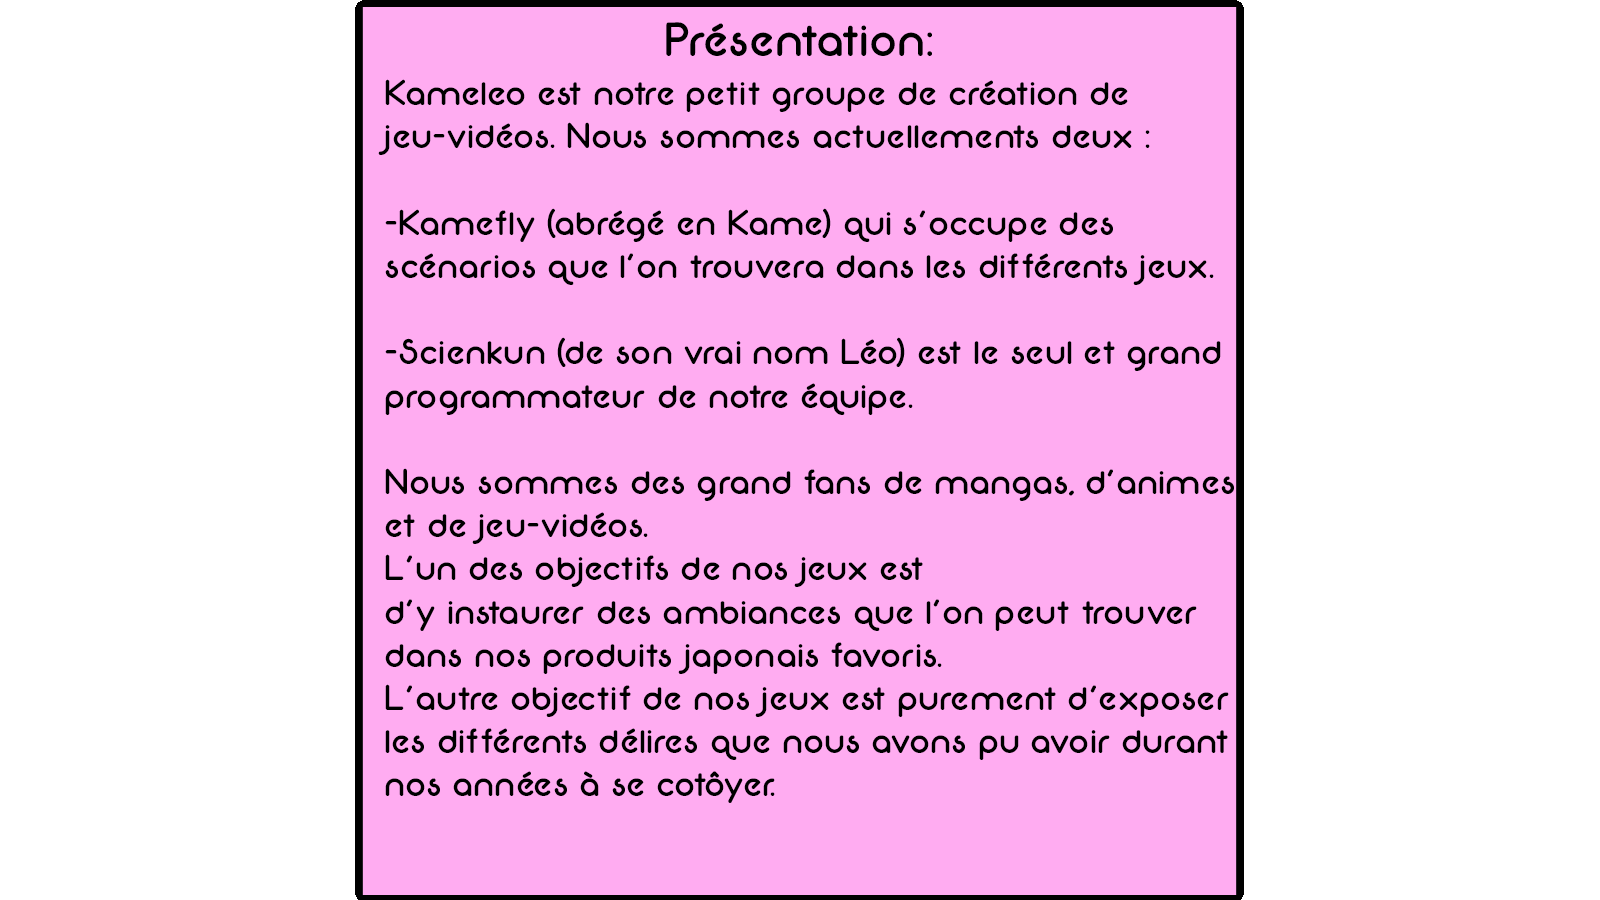 Présentation:
Kameleo est notre petit groupe de création de
jeu-vidéos. Nous sommes actuellements deux :
-Kamefly (abrégé en Kame) qui s'occupe des
scénarios que l'on trouvera dans les différents jeux.
-Scienkun (de son vrai nom Léo) est le seul et grand
programmateur de notre équipe.
Nous sommes des grand fans de mangas, d'animes
et de jeu-vidéos.
L'un des objectifs de nos jeux est
d'y instaurer des ambiances que l'on peut trouver
dans nos produits japonais favoris.
L'autre objectif de nos jeux est purement d'exposer
les différents délires que nous avons pu avoir durant
nos années à se cotôyer.